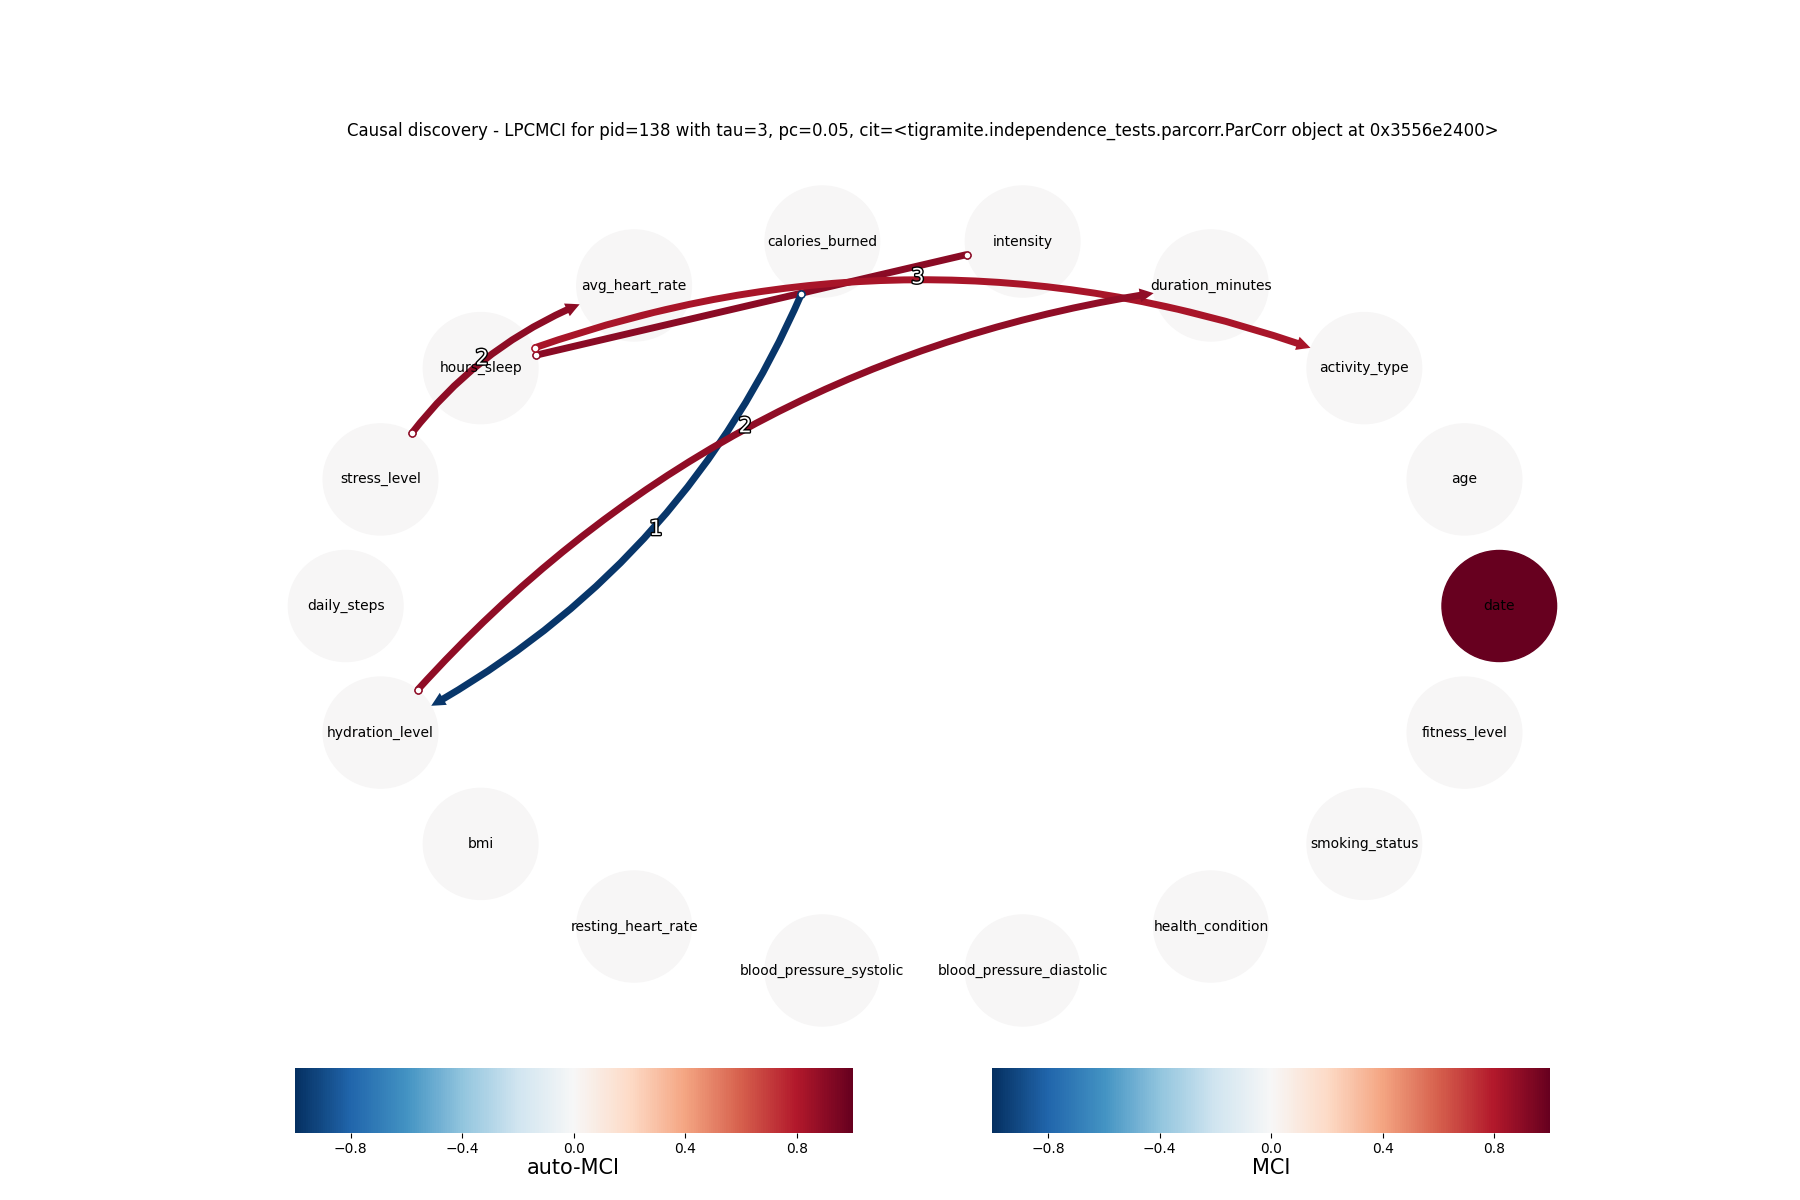 Causal discovery - LPCMCI for pid=138 with tau=3, pc=0.05, cit=<tigramite.independence_tests.parcorr.ParCorr object at 0x3556e2400>
calories_burned
intensity
avg_heart_rate
3
duration_minutes
2
hours_sleep
activity_type
2
stress_level
age
1
daily_steps
date
hydration_level
fitness_level
bmi
smoking_status
resting_heart_rate
health_condition
blood_pressure_systolic
blood_pressure_diastolic
−0.8 −0.4 0.0 0.4 0.8
auto-MCI
−0.8 −0.4 0.0 0.4 0.8
MCI